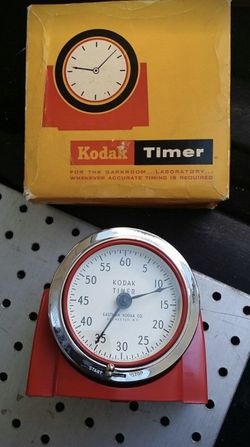 Kodak Timer
FOR THE DARKROOM...LABORATORY...
WHENEVER ACCURATE TIMING IS REQUIRED
60
55 5
50 10
45 15
40 20
35 25
30
KODAK
TIMER
EASTMAN KODAK CO.
ROCHESTER, N.Y.
START STOP